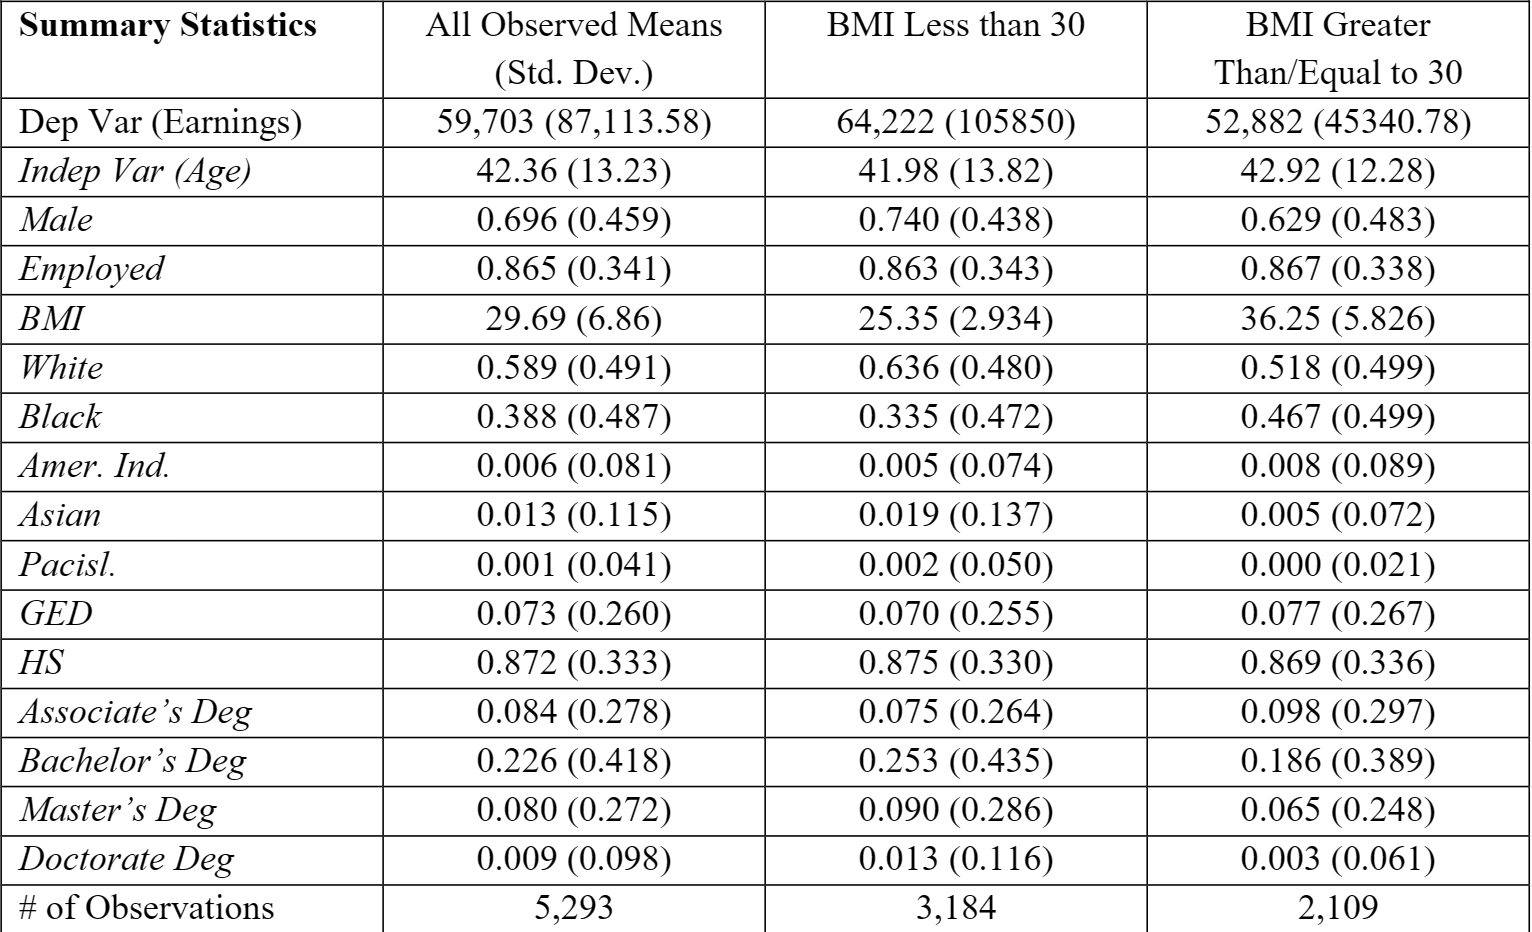 Summary Statistics All Observed Means BMI Less than 30 BMI Greater
(Std. Dev.) Than/Equal to 30
Dep Var (Earnings) 59,703 (87,113.58) 64,222 (105850) 52,882 (45340.78)
Indep Var (Age) 42.36 (13.23) 41.98 (13.82) 42.92 (12.28)
Male 0.696 (0.459) 0.740 (0.438) 0.629 (0.483)
Employed 0.865 (0.341) 0.863 (0.343) 0.867 (0.338)
BMI 29.69 (6.86) 25.35 (2.934) 36.25 (5.826)
White 0.589 (0.491) 0.636 (0.480) 0.518 (0.499)
Black 0.388 (0.487) 0.335 (0.472) 0.467 (0.499)
Amer. Ind. 0.006 (0.081) 0.005 (0.074) 0.008 (0.089)
Asian 0.013 (0.115) 0.019 (0.137) 0.005 (0.072)
Pacisl. 0.001 (0.041) 0.002 (0.050) 0.000 (0.021)
GED 0.073 (0.260) 0.070 (0.255) 0.077 (0.267)
HS 0.872 (0.333) 0.875 (0.330) 0.869 (0.336)
Associate’s Deg 0.084 (0.278) 0.075 (0.264) 0.098 (0.297)
Bachelor’s Deg 0.226 (0.418) 0.253 (0.435) 0.186 (0.389)
Master’s Deg 0.080 (0.272) 0.090 (0.286) 0.065 (0.248)
Doctorate Deg 0.009 (0.098) 0.013 (0.116) 0.003 (0.061)
# of Observations 5,293 3,184 2,109